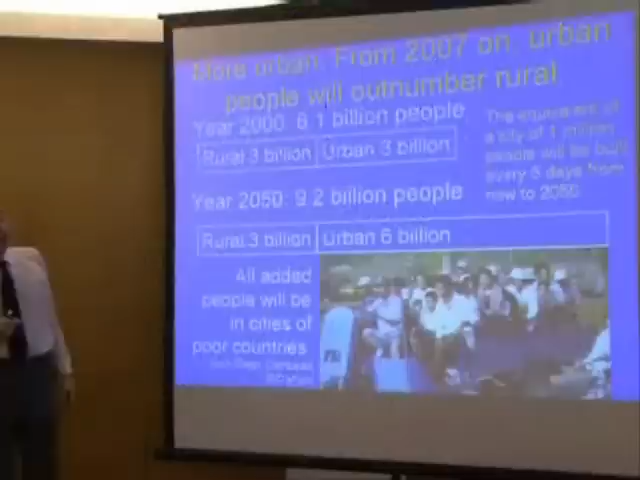 More urban. From 2007 on urban
people will outnumber rural
Year 2000: 6.1 billion people
Rural 3 billion Urban 3 billion
The equivalent of
a city of 1 million
people will be built
every 5 days from
now to 2050.
Year 2050: 9.2 billion people
Rural 3 billion Urban 6 billion
All added
people will be
in cities of
poor countries